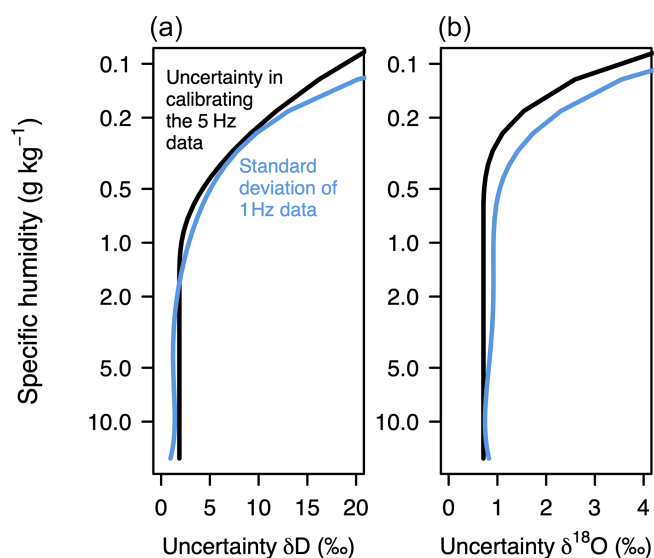 (a)
(b)
Specific humidity (g kg⁻¹)
0.1
0.2
0.5
1.0
2.0
5.0
10.0
Uncertainty in
calibrating
the 5 Hz
data
Standard
deviation of
1Hz data
0 5 10 15 20
Uncertainty δD (‰)
0.1
0.2
0.5
1.0
2.0
5.0
10.0
0 1 2 3 4
Uncertainty δ¹⁸O (‰)